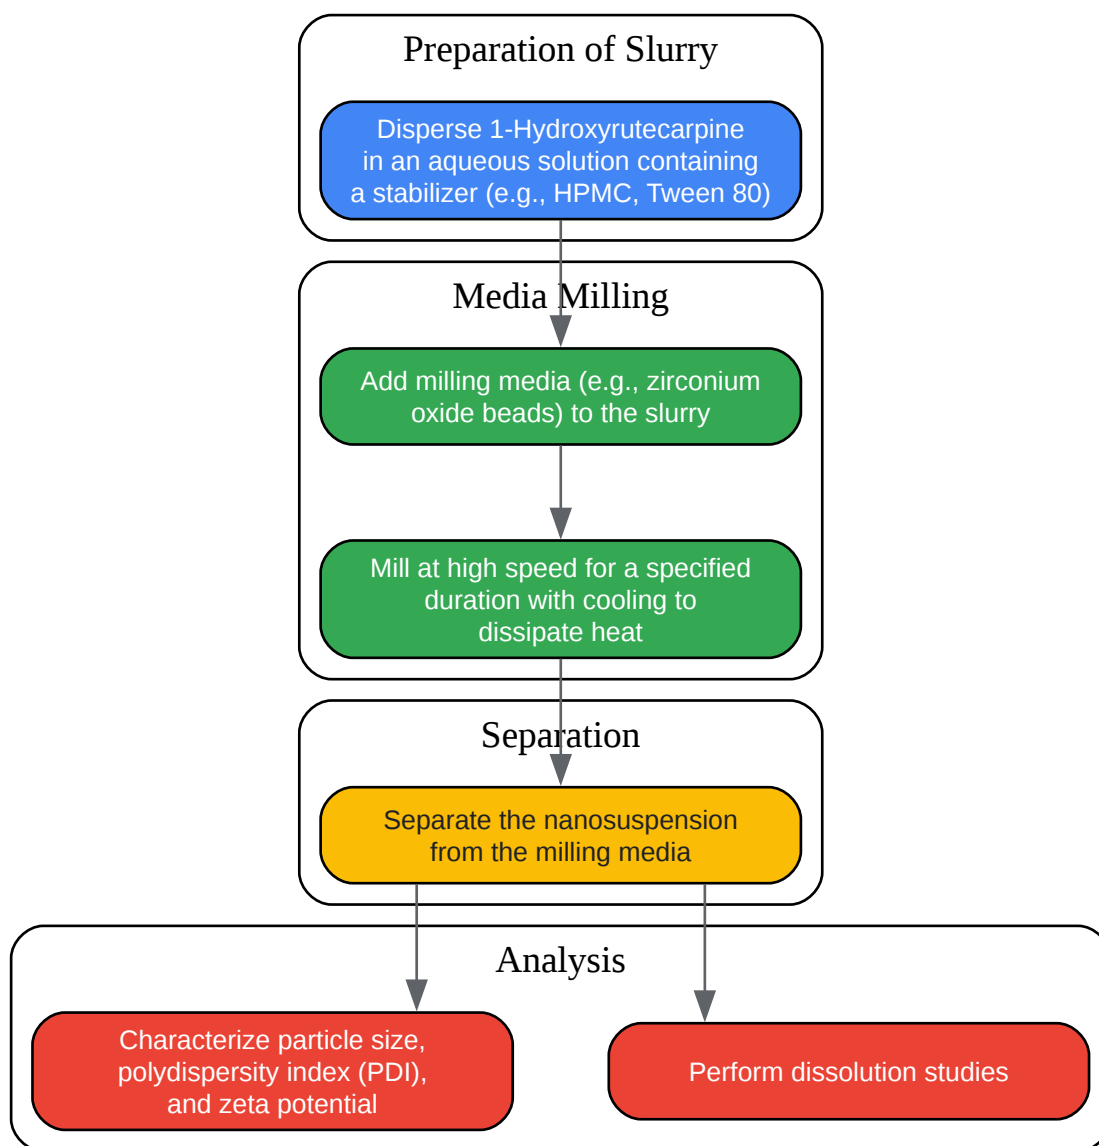 Preparation of Slurry
Disperse 1-Hydroxyrutecarpine
in an aqueous solution containing
a stabilizer (e.g., HPMC, Tween 80)
Media Milling
Add milling media (e.g., zirconium
oxide beads) to the slurry
Mill at high speed for a specified
duration with cooling to
dissipate heat
Separation
Separate the nanosuspension
from the milling media
Analysis
Characterize particle size,
polydispersity index (PDI),
and zeta potential
Perform dissolution studies